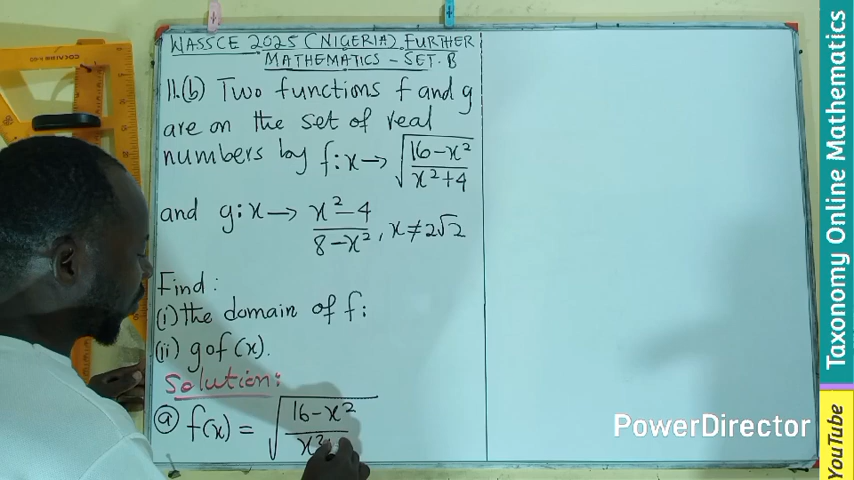 WASSCE 2025 (NIGERIA) FURTHER
MATHEMATICS - SET. B
11.(b) Two functions f and g
are on the set of real
numbers by f:x→ √(16-x²
x²+4)
and g:x→ x²-4
8-x² , x≠2√2
Find:
(i) the domain of f:
(ii) gof(x).
Solution:
(a) f(x) = √(16-x²
x²
PowerDirector
Taxonomy Online Mathematics
YouTube